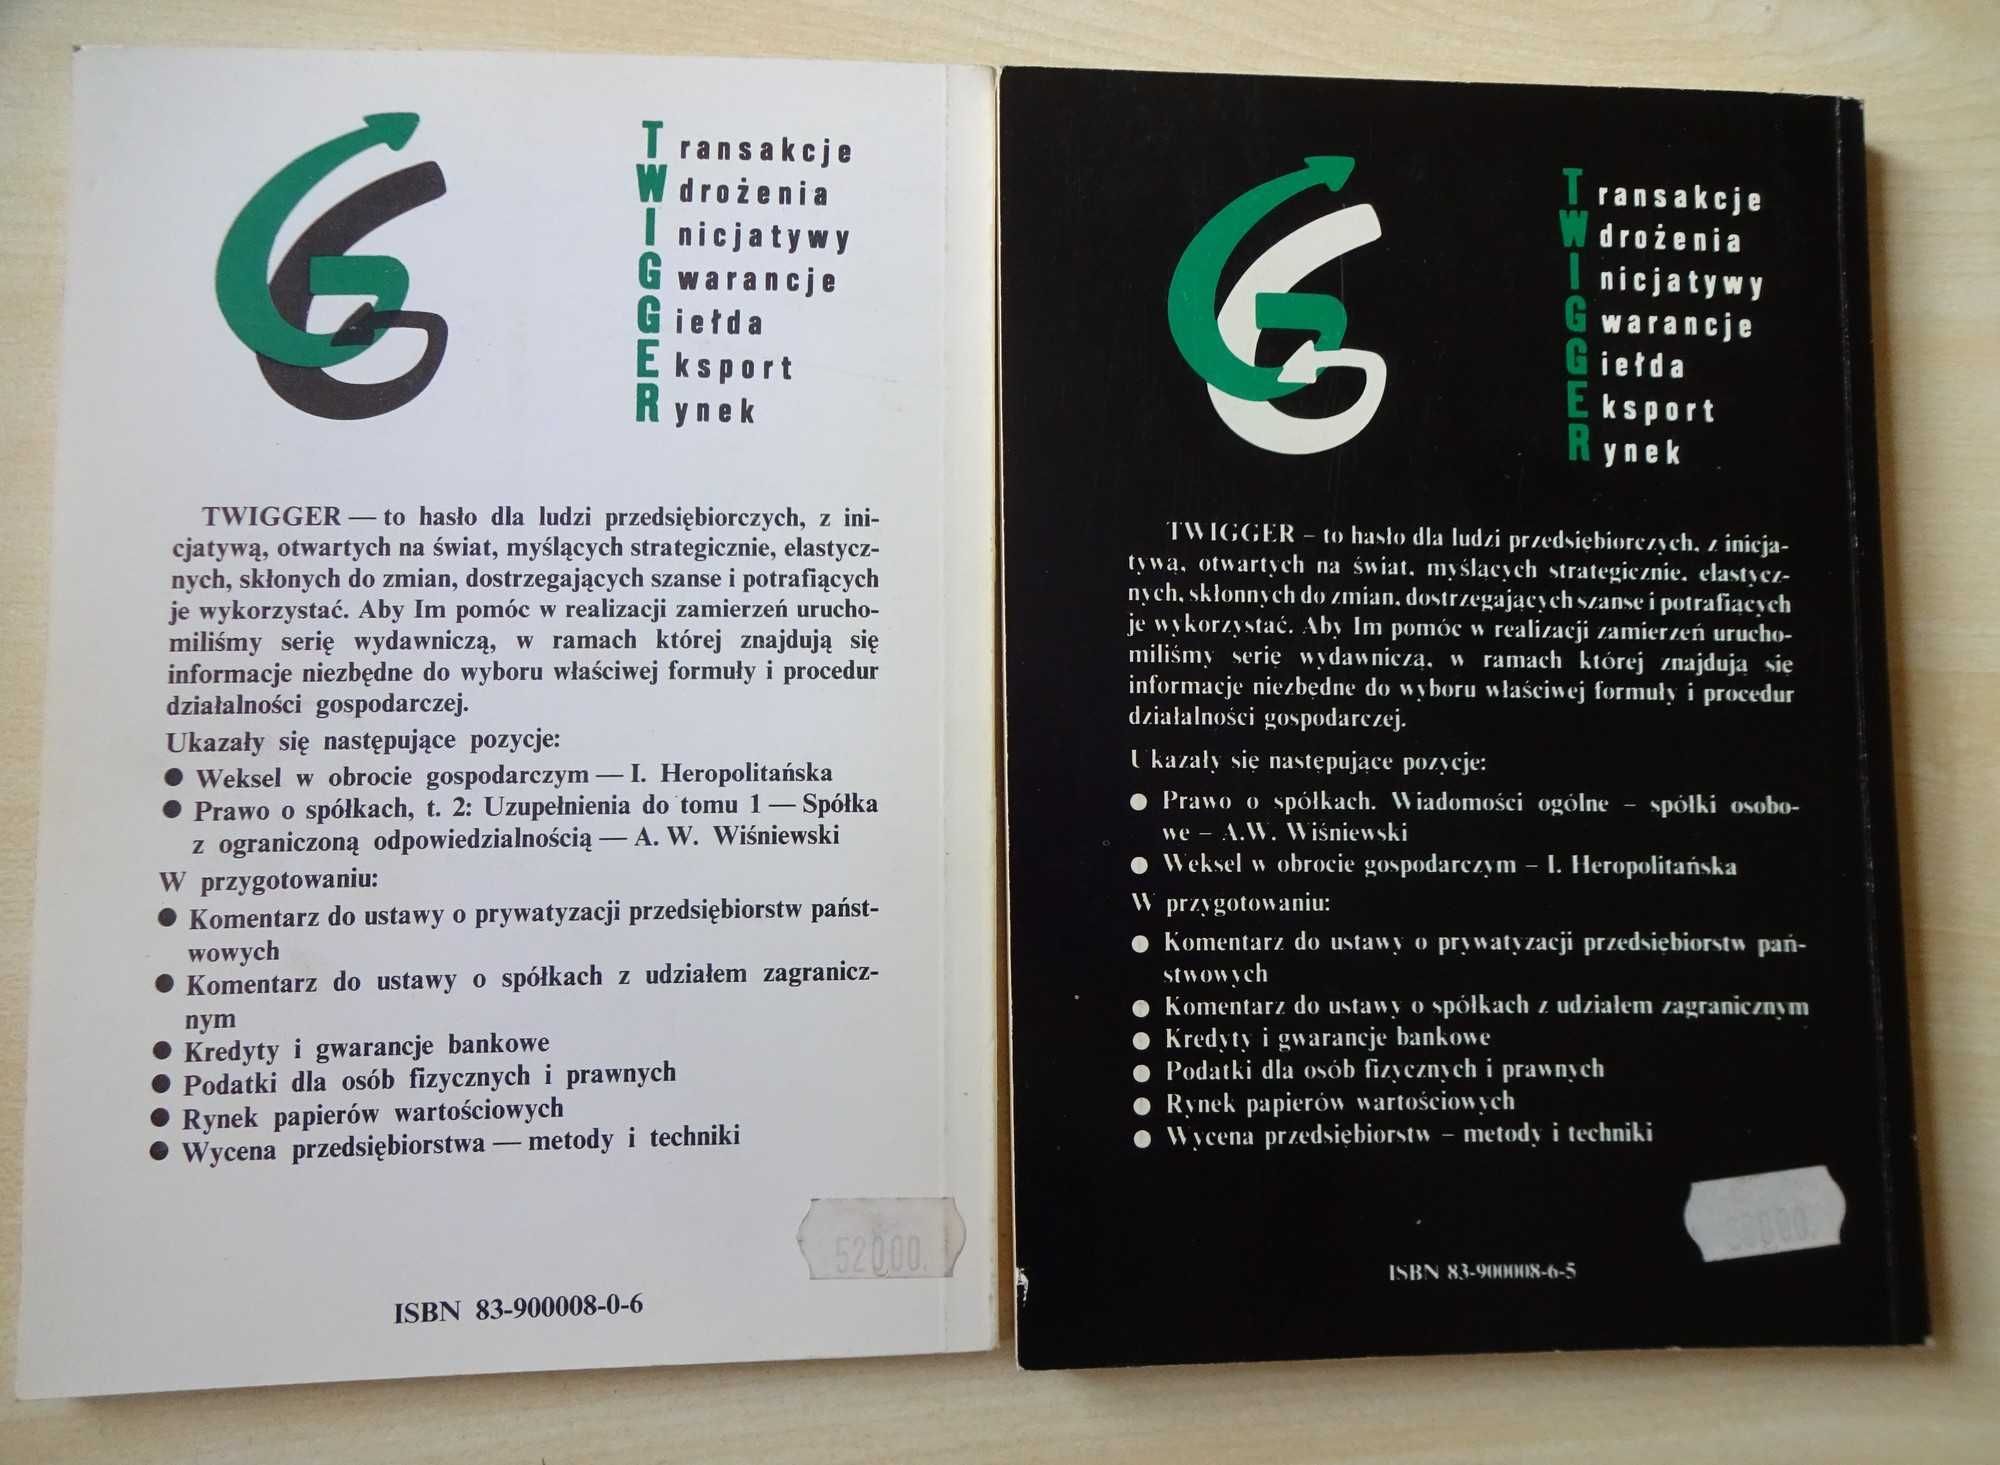 Transakcje
Wdrożenia
Inicjatywy
Gwarancje
Giełda
Eksport
Rynek
TWIGGER — to hasło dla ludzi przedsiębiorczych, z ini-
cjatywą, otwartych na świat, myślących strategicznie, elastycz-
nych, skłonych do zmian, dostrzegających szanse i potrafiących
je wykorzystać. Aby Im pomóc w realizacji zamierzeń urucho-
miliśmy serię wydawniczą, w ramach której znajdują się
informacje niezbędne do wyboru właściwej formuły i procedur
działalności gospodarczej.
Ukazały się następujące pozycje:
● Weksel w obrocie gospodarczym — I. Heropolitańska
● Prawo o spółkach, t. 2: Uzupełnienia do tomu 1 — Spółka
z ograniczoną odpowiedzialnością — A. W. Wiśniewski
W przygotowaniu:
● Komentarz do ustawy o prywatyzacji przedsiębiorstw państ-
wowych
● Komentarz do ustawy o spółkach z udziałem zagranicz-
nym
● Kredyty i gwarancje bankowe
● Podatki dla osób fizycznych i prawnych
● Rynek papierów wartościowych
● Wycena przedsiębiorstwa — metody i techniki
52000.
ISBN 83-900008-0-6
Transakcje
Wdrożenia
Inicjatywy
Gwarancje
Giełda
Eksport
Rynek
TWIGGER – to hasło dla ludzi przedsiębiorczych, z inicja-
tywą, otwartych na świat, myślących strategicznie, elastycz-
nych, skłonnych do zmian, dostrzegających szanse i potrafiących
je wykorzystać. Aby Im pomóc w realizacji zamierzeń urucho-
miliśmy serię wydawniczą, w ramach której znajdują się
informacje niezbędne do wyboru właściwej formuły i procedur
działalności gospodarczej.
Ukazały się następujące pozycje:
● Prawo o spółkach. Wiadomości ogólne – spółki osobo-
we – A.W. Wiśniewski
● Weksel w obrocie gospodarczym – I. Heropolitańska
W przygotowaniu:
● Komentarz do ustawy o prywatyzacji przedsiębiorstw pań-
stwowych
● Komentarz do ustawy o spółkach z udziałem zagranicznym
● Kredyty i gwarancje bankowe
● Podatki dla osób fizycznych i prawnych
● Rynek papierów wartościowych
● Wycena przedsiębiorstw – metody i techniki
ISBN 83-900008-6-5